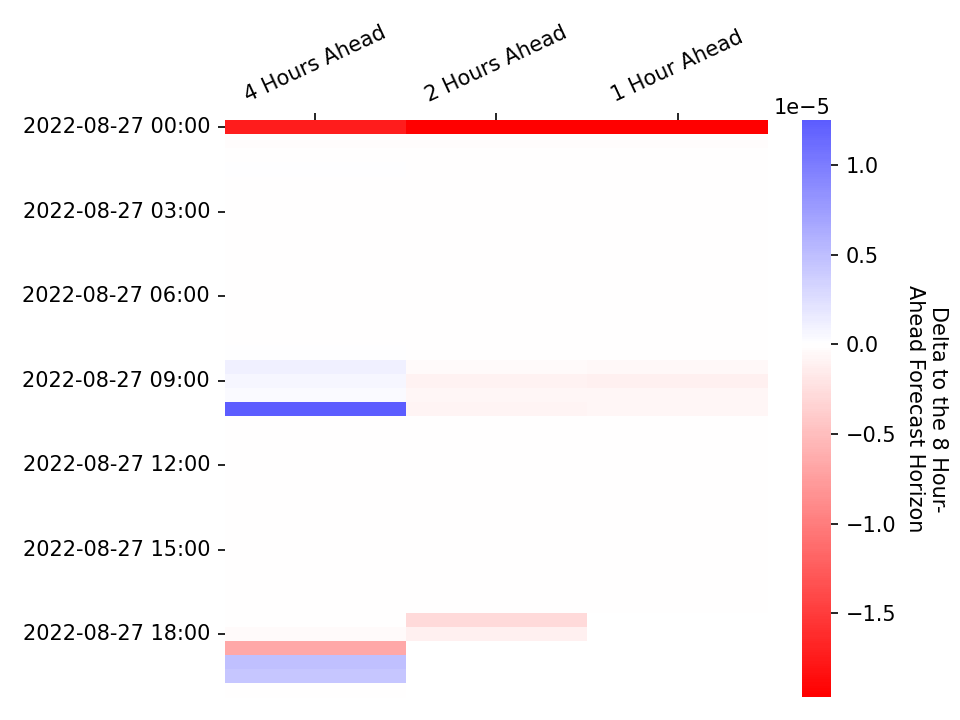 4 Hours Ahead
2 Hours Ahead
1 Hour Ahead
1e−5
2022-08-27 00:00
2022-08-27 03:00
2022-08-27 06:00
2022-08-27 09:00
2022-08-27 12:00
2022-08-27 15:00
2022-08-27 18:00
1.0
0.5
0.0
−0.5
−1.0
−1.5
Delta to the 8 Hour-
Ahead Forecast Horizon